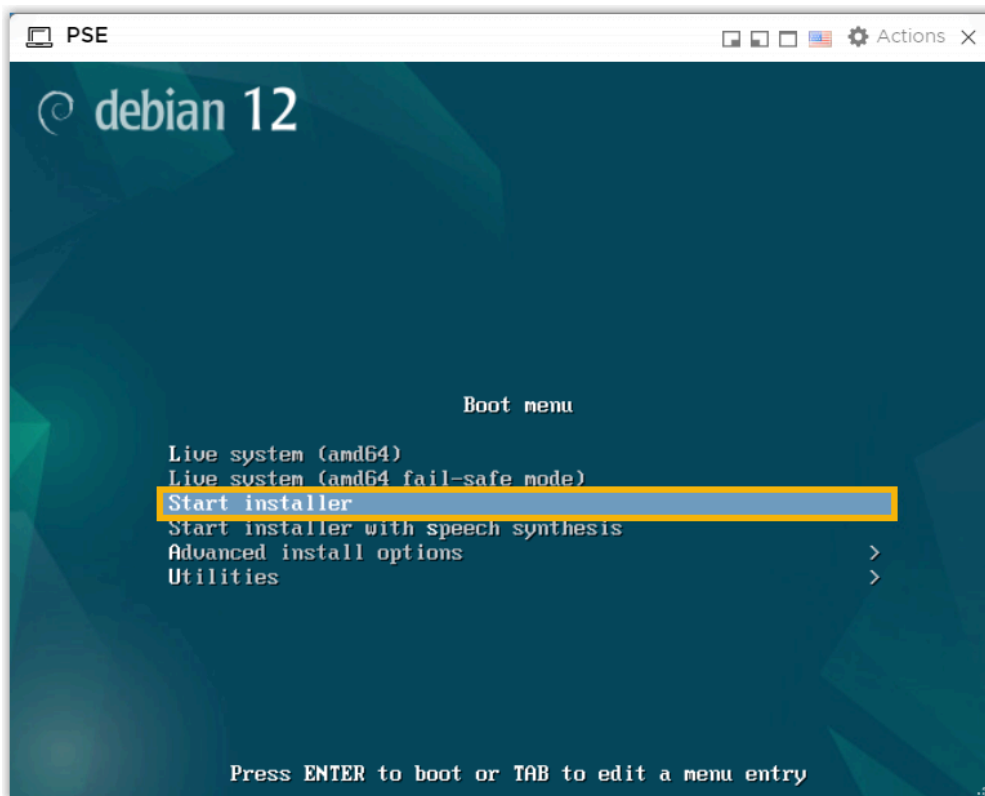 PSE
Actions
debian 12
Boot menu
Live system (amd64)
Live system (amd64 fail-safe mode)
Start installer
Start installer with speech synthesis
Advanced install options >
Utilities >
Press ENTER to boot or TAB to edit a menu entry